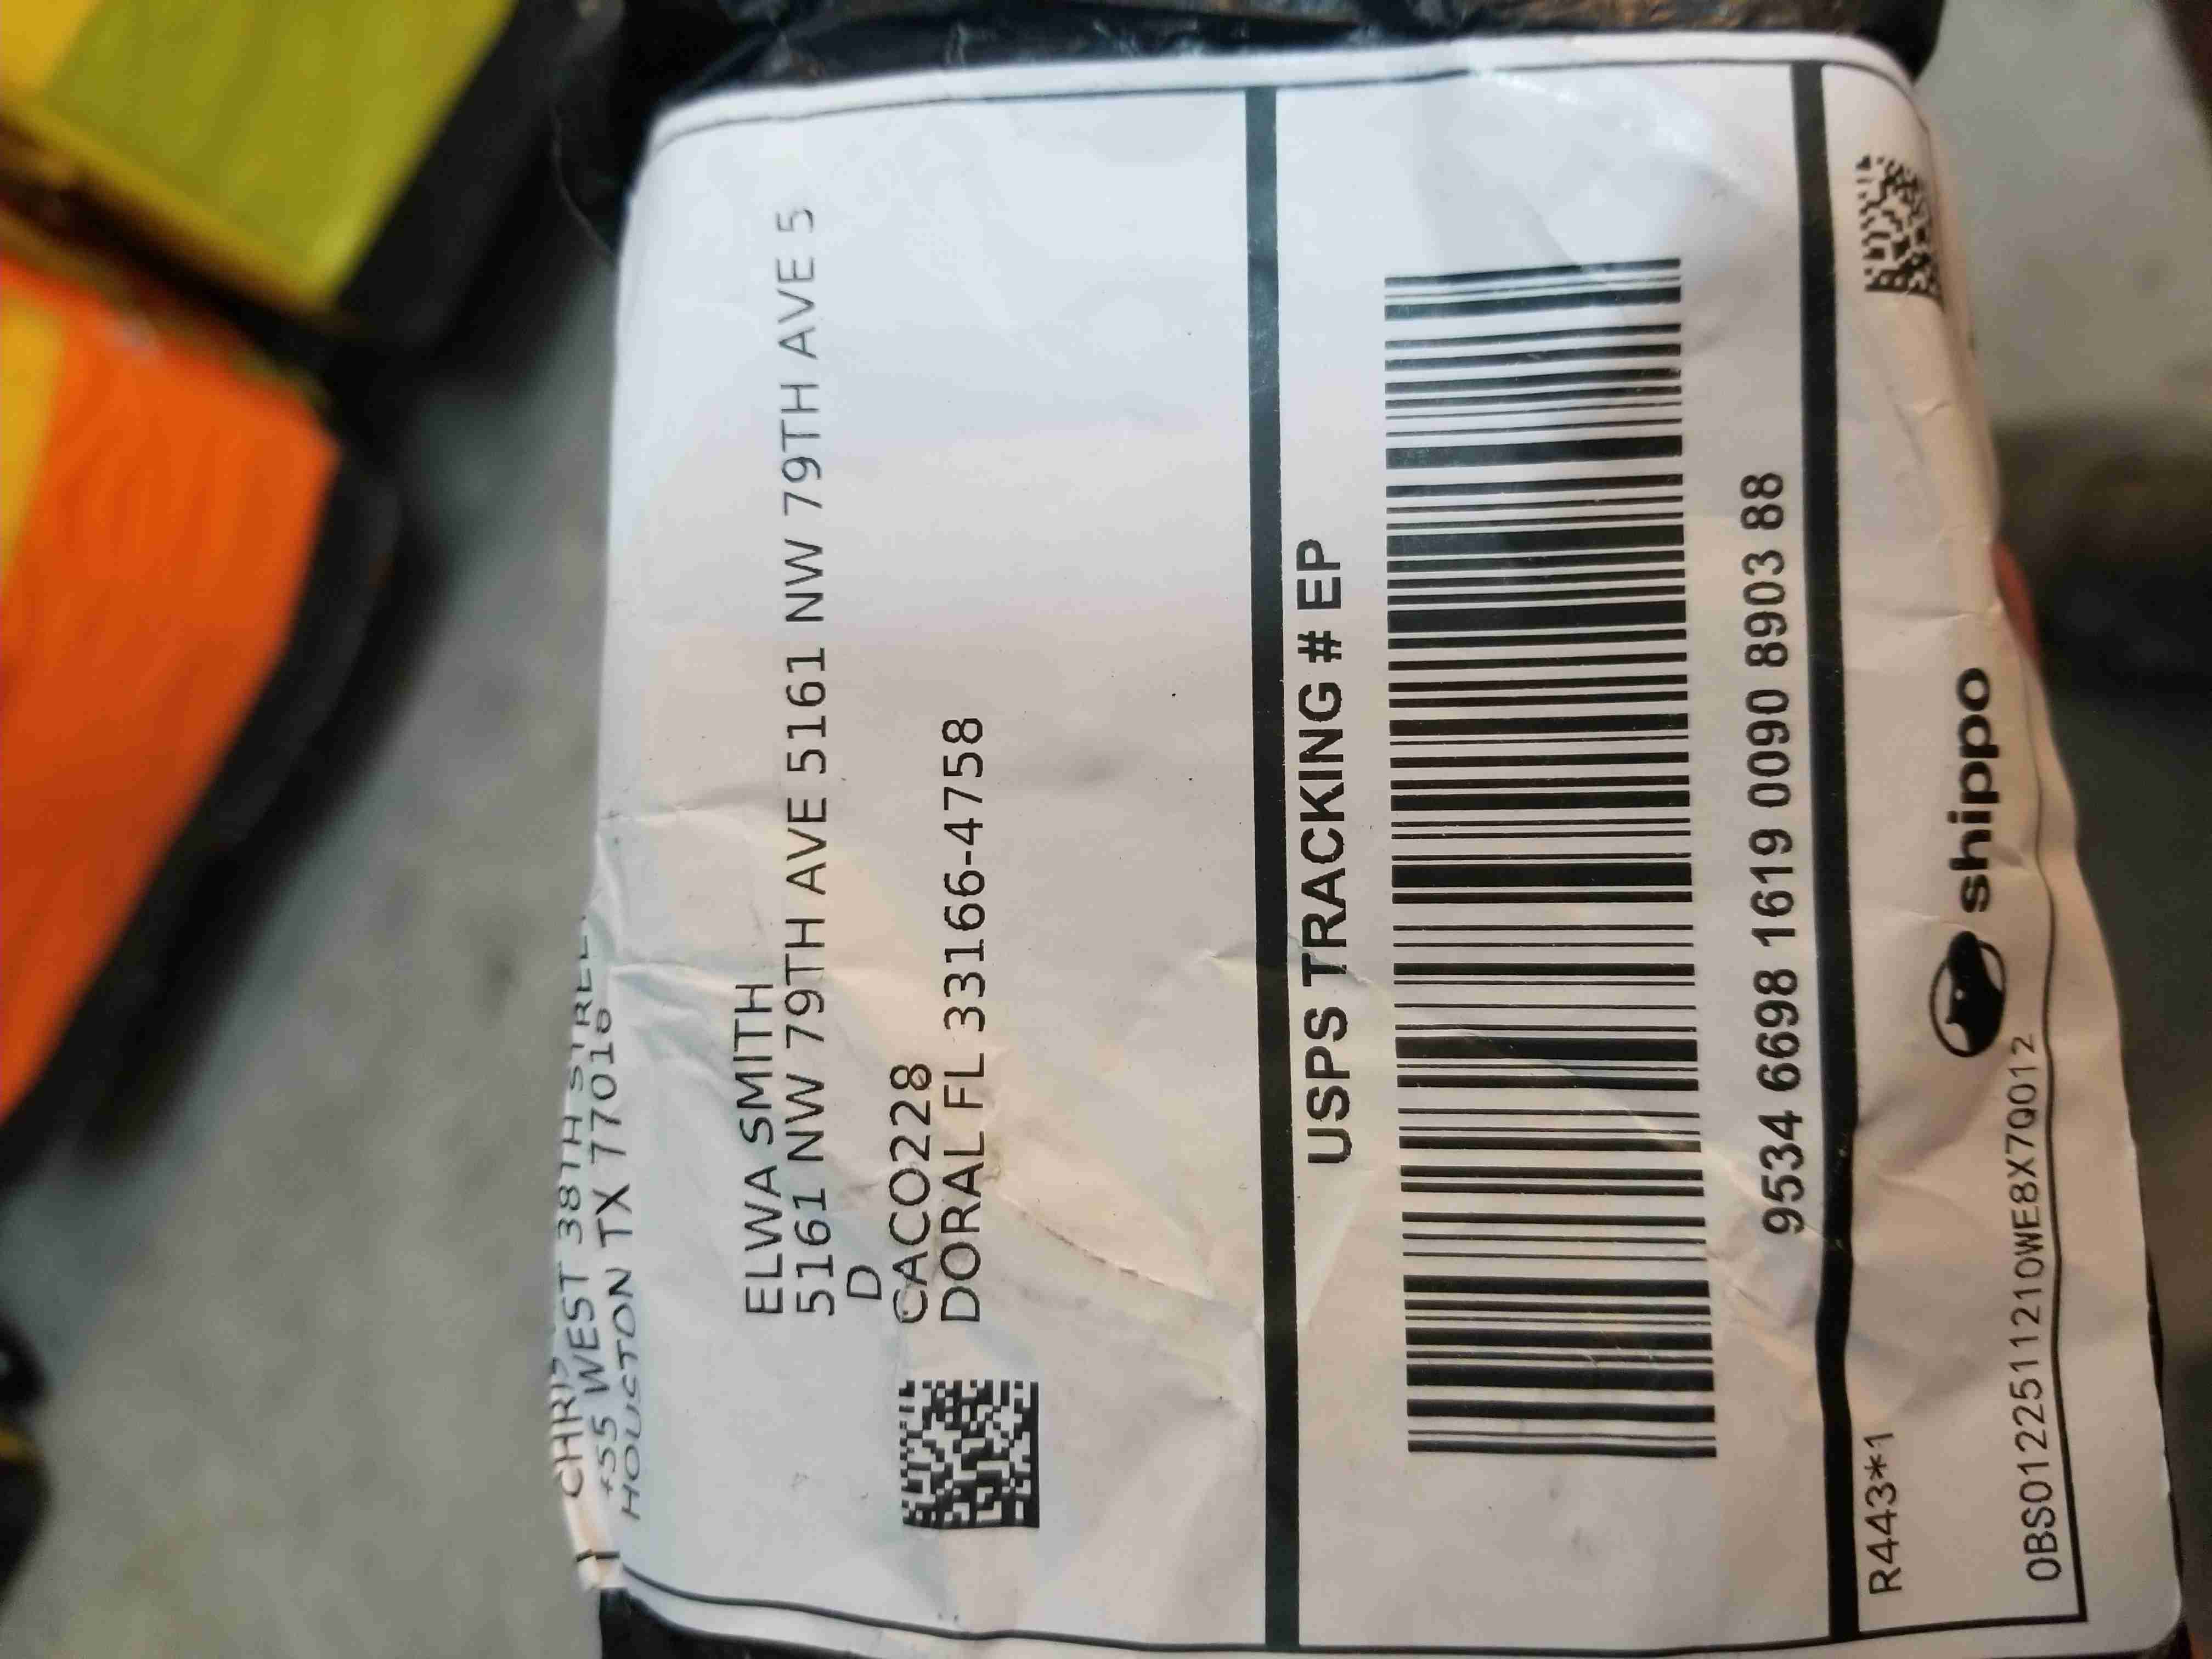 CHRIS
WEST 38TH STREE
HOUSTON TX 77018
ELWA SMITH
5161 NW 79TH AVE 5161 NW 79TH AVE 5
D
CACO228
DORAL FL 33166-4758
USPS TRACKING # EP
9534 6698 1619 0090 8903 88
R443*1
shippo
0BS0122511210WE8X7Q012